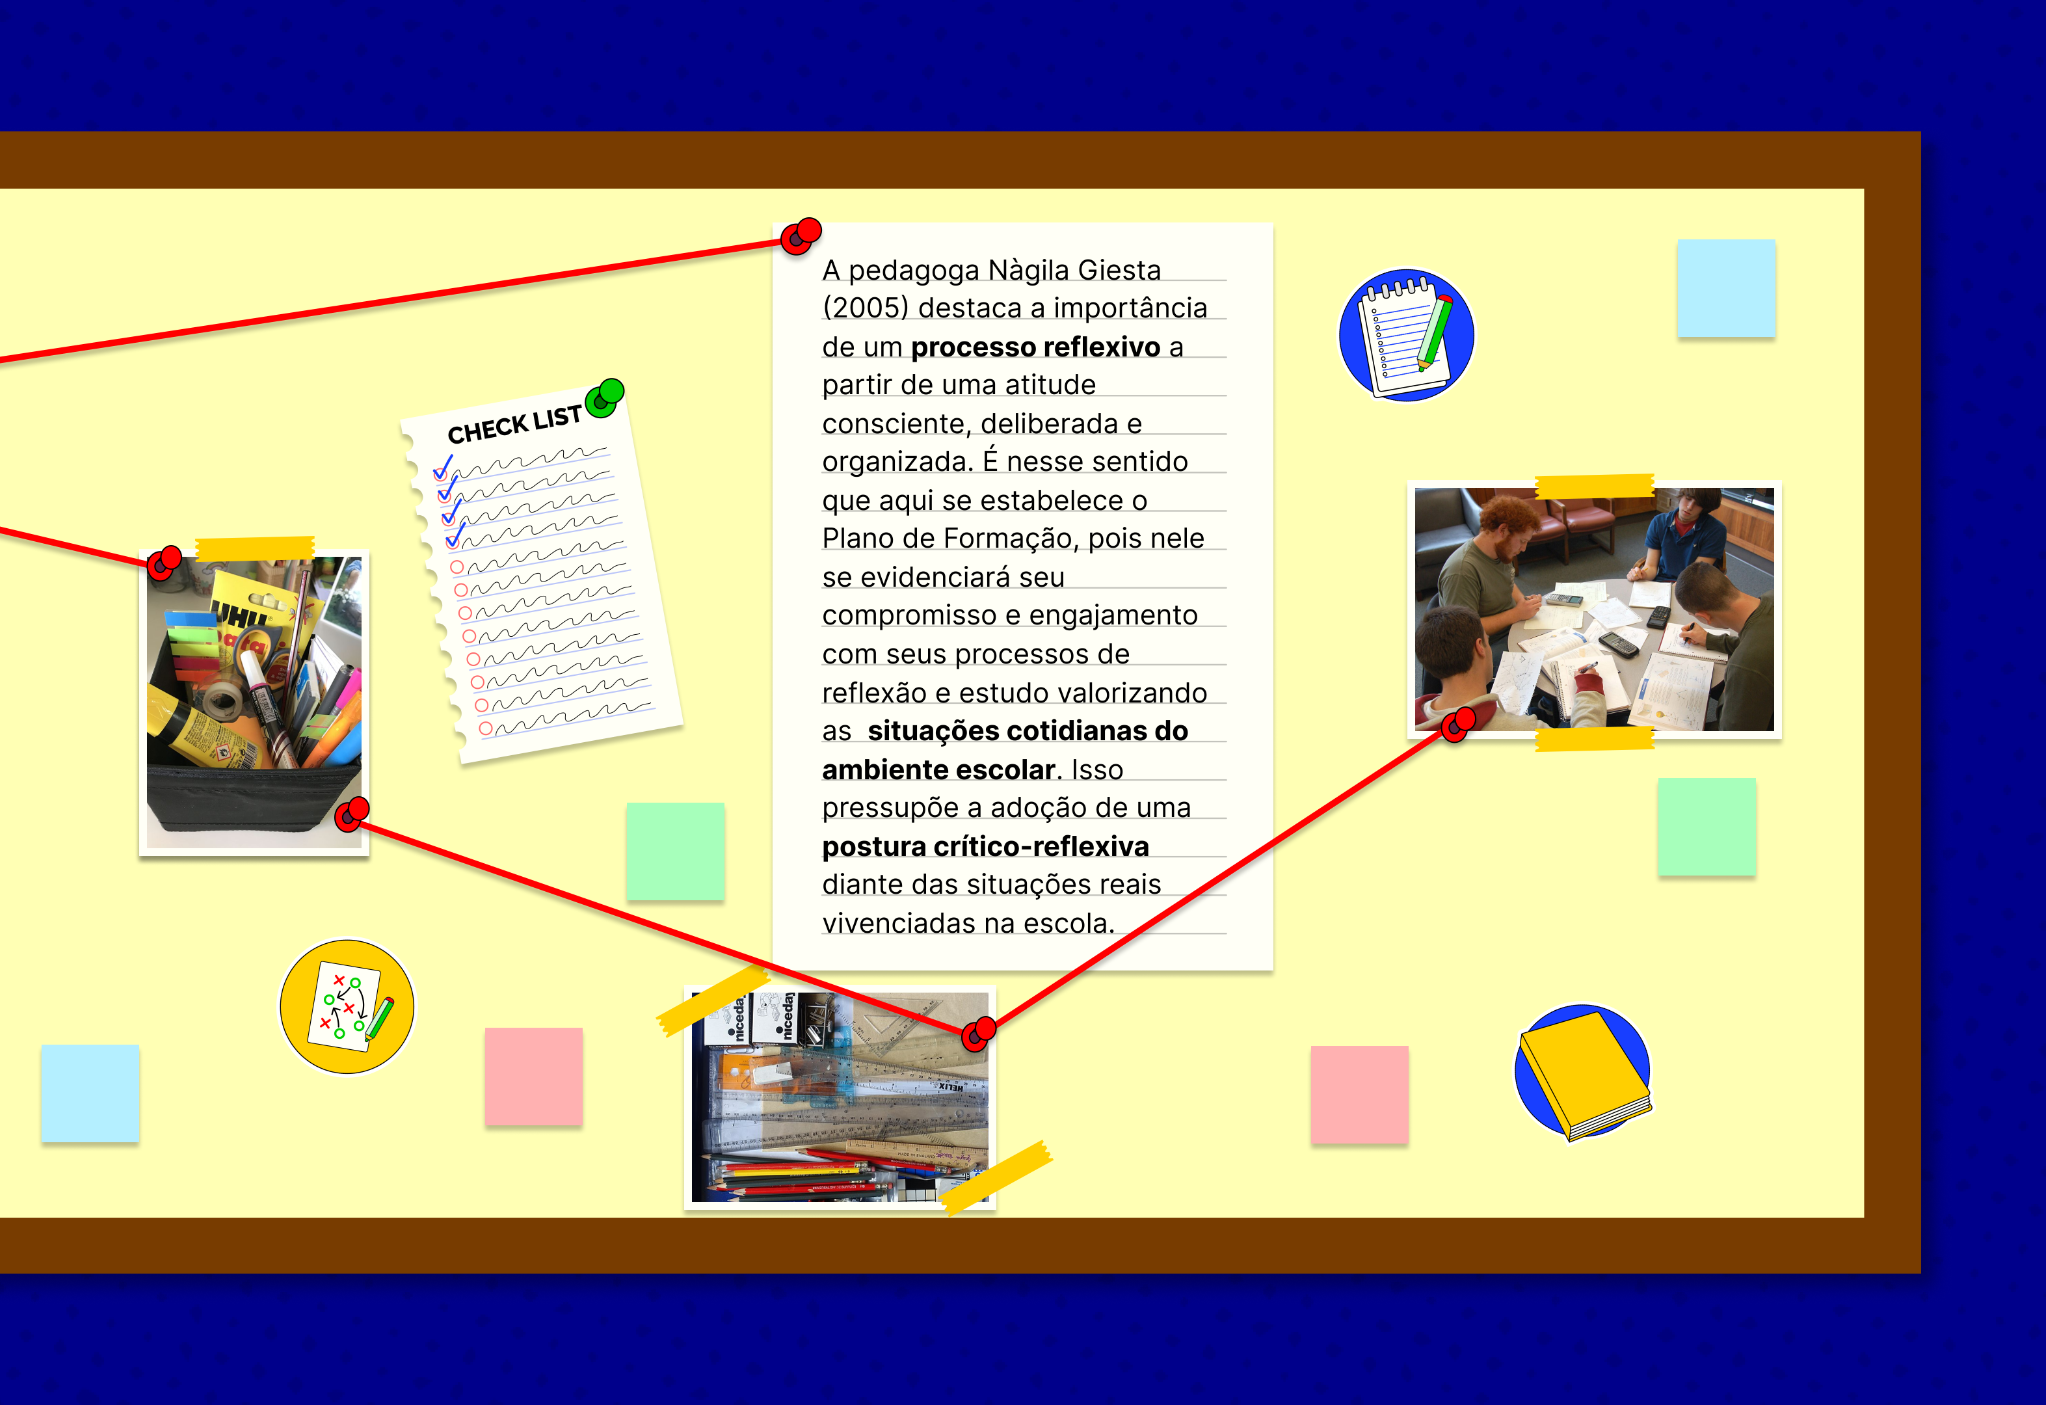 A pedagoga Nàgila Giesta
(2005) destaca a importância
de um processo reflexivo a
partir de uma atitude
consciente, deliberada e
organizada. É nesse sentido
que aqui se estabelece o
Plano de Formação, pois nele
se evidenciará seu
compromisso e engajamento
com seus processos de
reflexão e estudo valorizando
as situações cotidianas do
ambiente escolar. Isso
pressupõe a adoção de uma
postura crítico-reflexiva
diante das situações reais
vivenciadas na escola.
CHECK LIST
UHU
niceday
niceday
HELIX